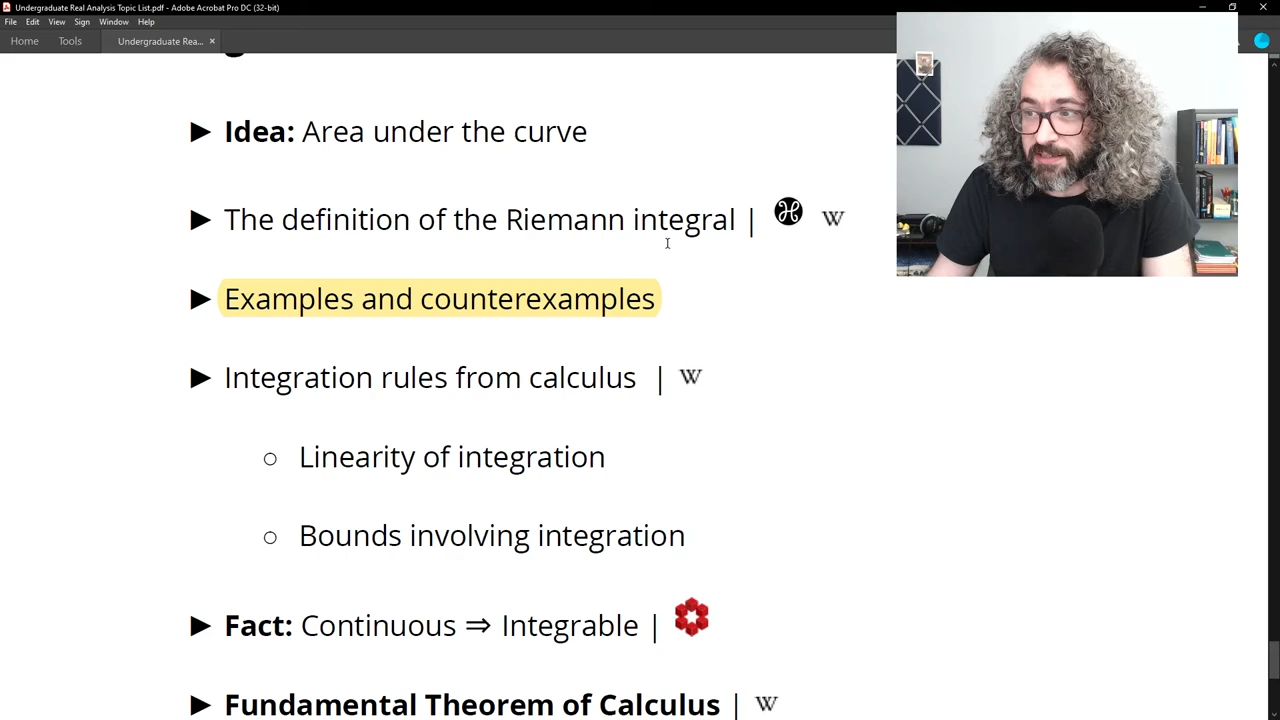 Undergraduate Real Analysis Topic List.pdf - Adobe Acrobat Pro DC (32-bit)
File Edit View Sign Window Help
Home Tools Undergraduate Rea... ×
► Idea: Area under the curve
► The definition of the Riemann integral | W
► Examples and counterexamples
► Integration rules from calculus | W
○ Linearity of integration
○ Bounds involving integration
► Fact: Continuous ⇒ Integrable |
► Fundamental Theorem of Calculus | W